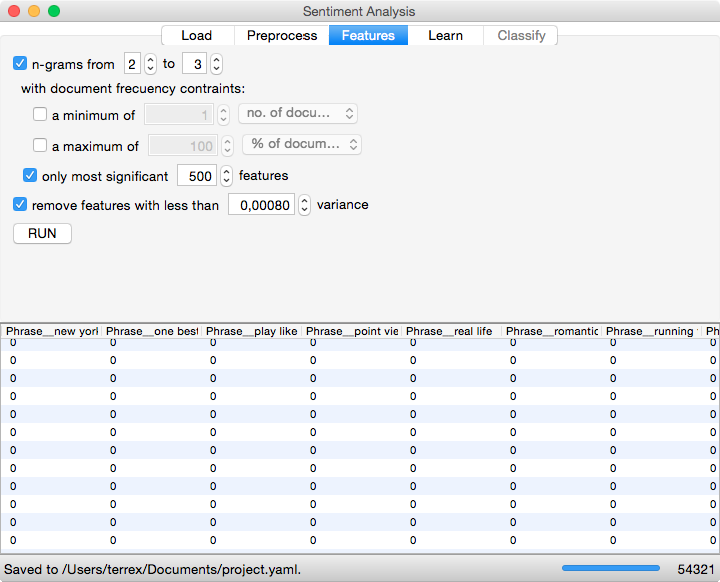 Sentiment Analysis
Load Preprocess Features Learn Classify
n-grams from 2 to 3
with document frecuency contraints:
a minimum of 1 no. of docu...
a maximum of 100 % of docum...
only most significant 500 features
remove features with less than 0,00080 variance
RUN
Phrase__new york Phrase__one best Phrase__play like Phrase__point vie Phrase__real life Phrase__romantic Phrase__running Ph
0 0 0 0 0 0 0 0
0 0 0 0 0 0 0 0
0 0 0 0 0 0 0 0
0 0 0 0 0 0 0 0
0 0 0 0 0 0 0 0
0 0 0 0 0 0 0 0
0 0 0 0 0 0 0 0
0 0 0 0 0 0 0 0
0 0 0 0 0 0 0 0
0 0 0 0 0 0 0 0
0 0 0 0 0 0 0 0
0 0 0 0 0 0 0 0
Saved to /Users/terrex/Documents/project.yaml. 54321